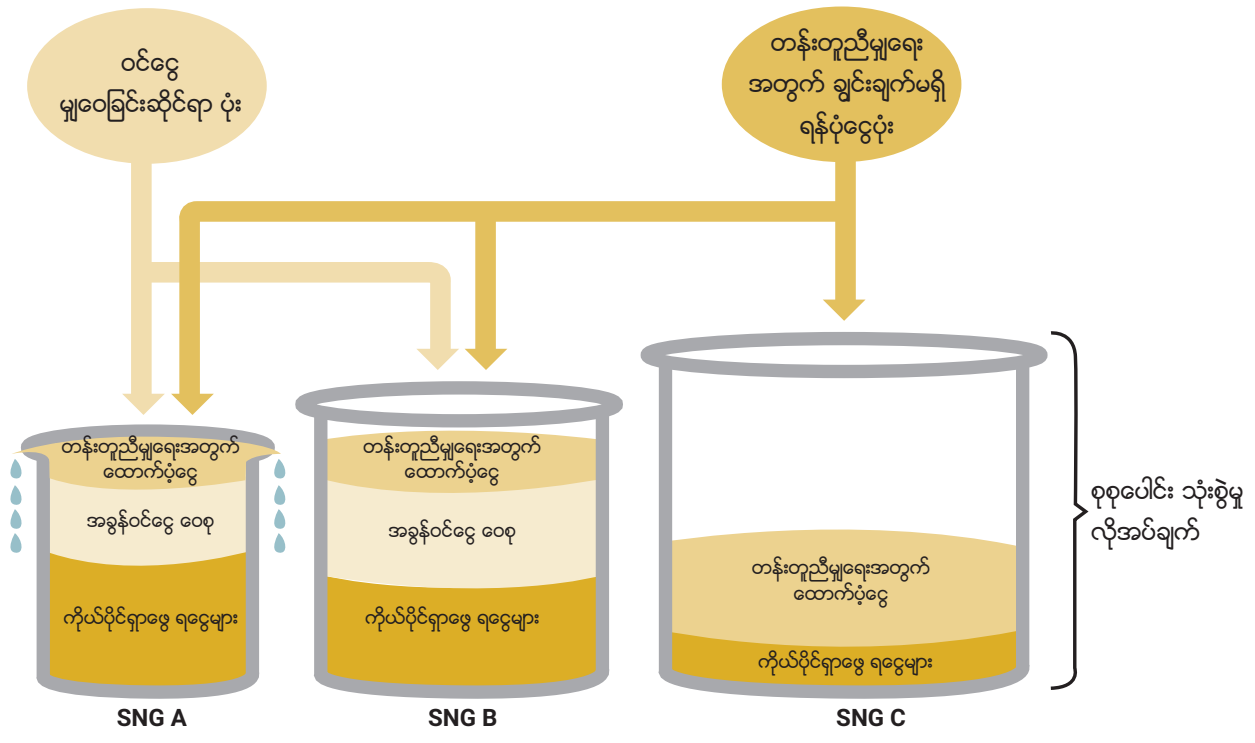 ဝင်ငွေ
မျှဝေခြင်းဆိုင်ရာ ပုံး
တန်းတူညီမျှရေး
အတွက် ချွင်းချက်မရှိ
ရန်ပုံငွေပုံး
တန်းတူညီမျှရေးအတွက်
ထောက်ပံ့ငွေ
အခွန်ဝင်ငွေ ဝေစု
ကိုယ်ပိုင်ရှာဖွေ ရငွေများ
SNG A
တန်းတူညီမျှရေးအတွက်
ထောက်ပံ့ငွေ
အခွန်ဝင်ငွေ ဝေစု
ကိုယ်ပိုင်ရှာဖွေ ရငွေများ
SNG B
တန်းတူညီမျှရေးအတွက်
ထောက်ပံ့ငွေ
ကိုယ်ပိုင်ရှာဖွေ ရငွေများ
SNG C
စုစုပေါင်း သုံးစွဲမှု
လိုအပ်ချက်